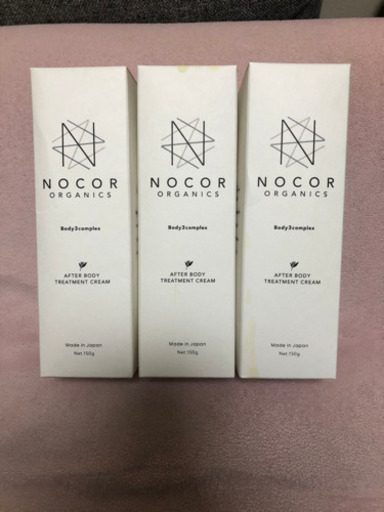 NOCOR
ORGANICS
Body3complex
AFTER BODY
TREATMENT CREAM
Made in Japan
Net.150g
NOCOR
ORGANICS
Body3complex
AFTER BODY
TREATMENT CREAM
Made in Japan
Net.150g
NOCOR
ORGANICS
Body3complex
AFTER BODY
TREATMENT CREAM
Made in Japan
Net.150g